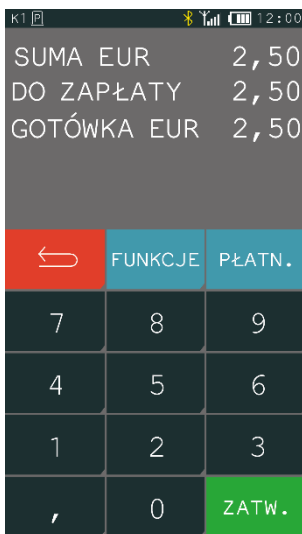 K1 P 12:00
SUMA EUR 2,50
DO ZAPŁATY 2,50
GOTÓWKA EUR 2,50
FUNKCJE PŁATN.
7 8 9
4 5 6
1 2 3
, 0 ZATW.